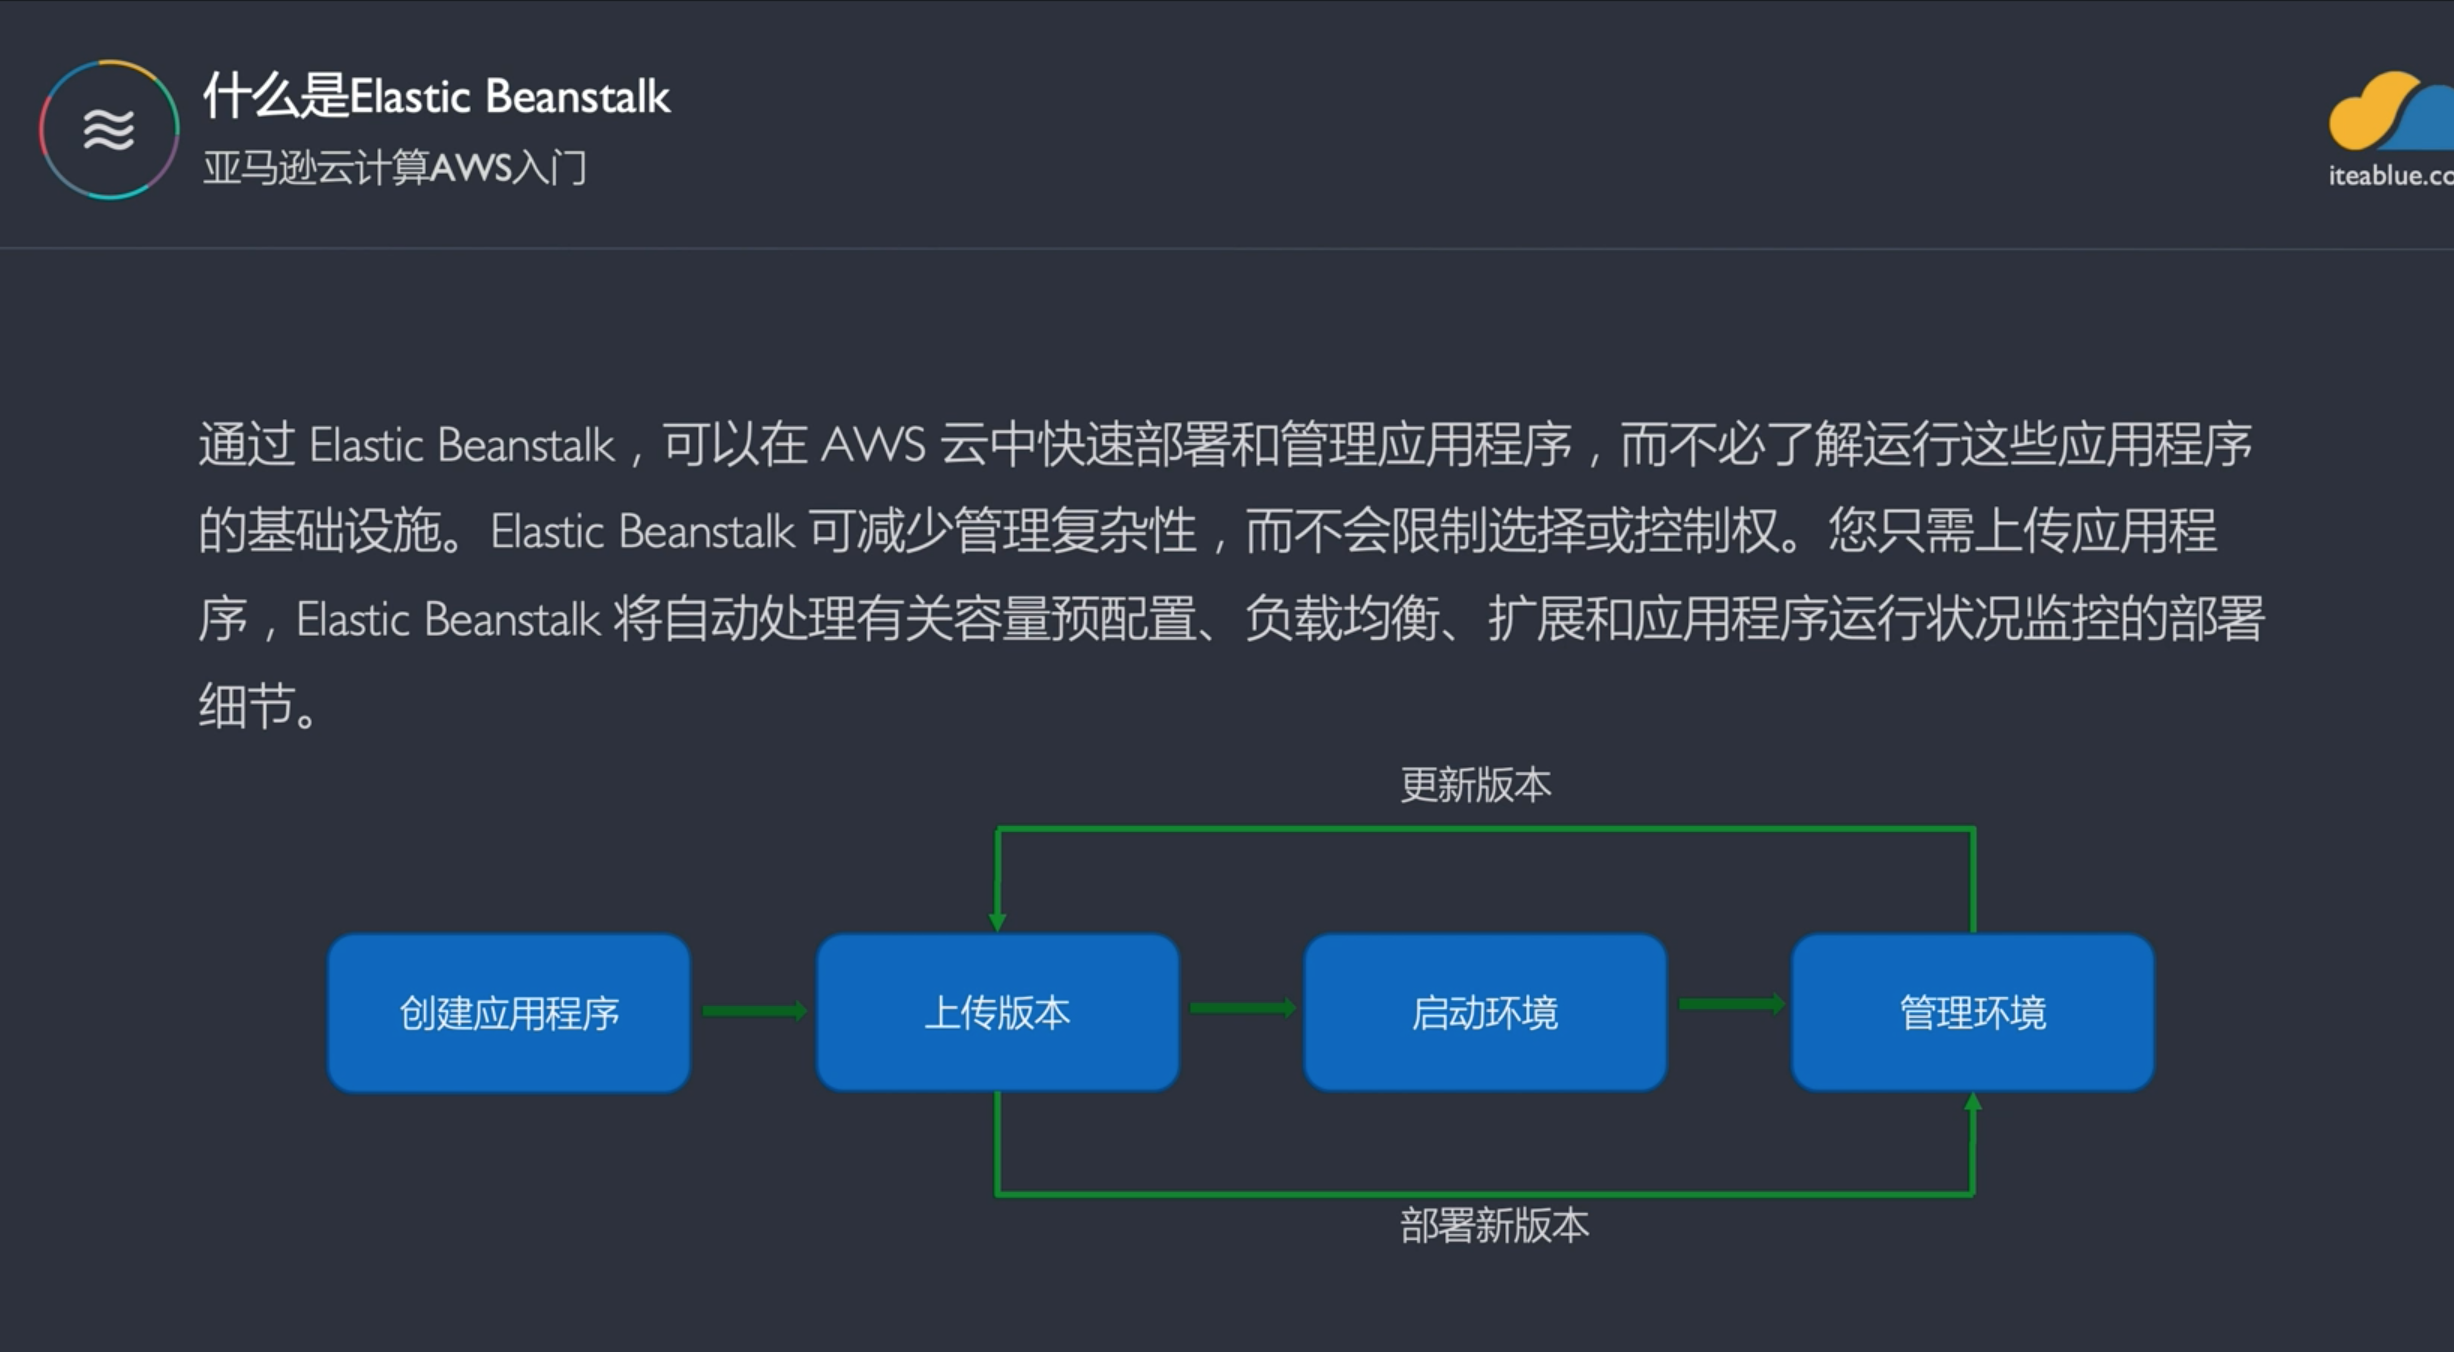 什么是Elastic Beanstalk
亚马逊云计算AWS入门
iteablue.co
通过 Elastic Beanstalk，可以在 AWS 云中快速部署和管理应用程序，而不必了解运行这些应用程序
的基础设施。Elastic Beanstalk 可减少管理复杂性，而不会限制选择或控制权。您只需上传应用程
序，Elastic Beanstalk 将自动处理有关容量预配置、负载均衡、扩展和应用程序运行状况监控的部署
细节。
更新版本
创建应用程序
上传版本
启动环境
管理环境
部署新版本